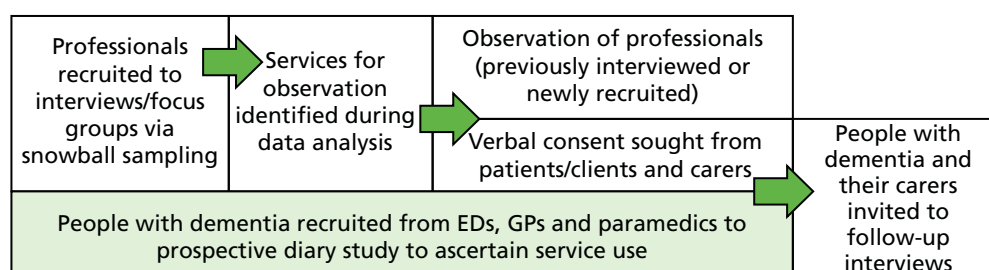 Professionals
recruited to
interviews/focus
groups via
snowball sampling
Services for
observation
identified during
data analysis
Observation of professionals
(previously interviewed or
newly recruited)
Verbal consent sought from
patients/clients and carers
People with
dementia and
their carers
invited to
follow-up
interviews
People with dementia recruited from EDs, GPs and paramedics to
prospective diary study to ascertain service use